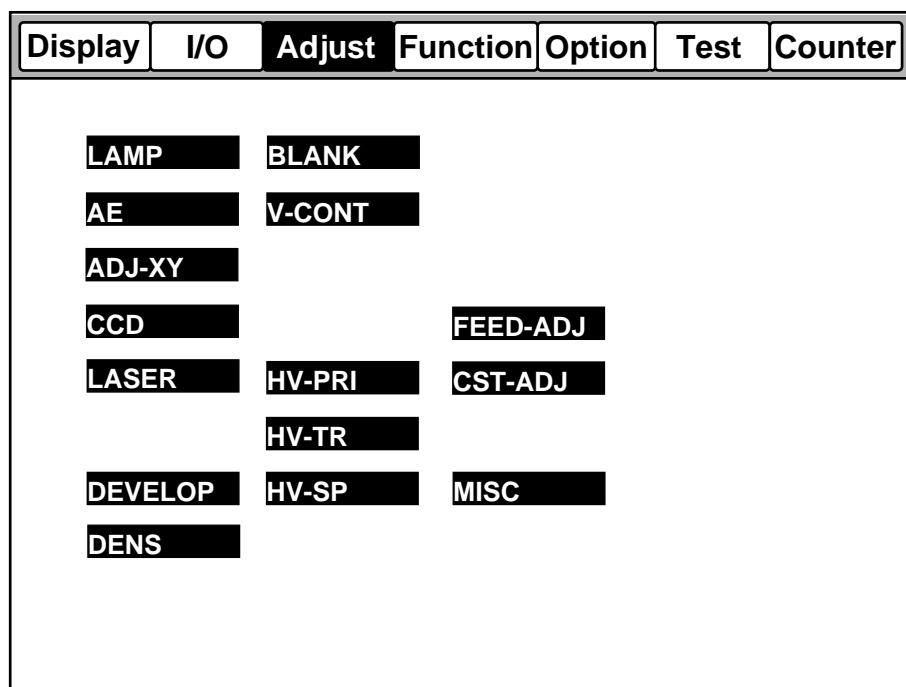 Display I/O Adjust Function Option Test Counter
LAMP BLANK
AE V-CONT
ADJ-XY
CCD FEED-ADJ
LASER HV-PRI CST-ADJ
HV-TR
DEVELOP HV-SP MISC
DENS